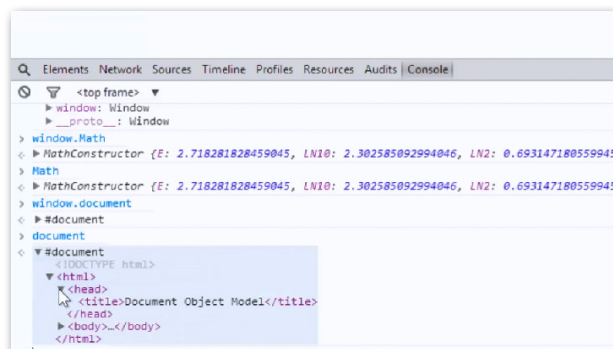 Elements Network Sources Timeline Profiles Resources Audits Console
<top frame> ▼
▶ window: Window
▶ __proto__: Window
> window.Math
▶ MathConstructor {E: 2.718281828459045, LN10: 2.302585092994046, LN2: 0.693147180559945
> Math
▶ MathConstructor {E: 2.718281828459045, LN10: 2.302585092994046, LN2: 0.693147180559945
> window.document
▶ #document
> document
▼ #document
<!DOCTYPE html>
▼ <html>
▼ <head>
<title>Document Object Model</title>
</head>
▶ <body>…</body>
</html>